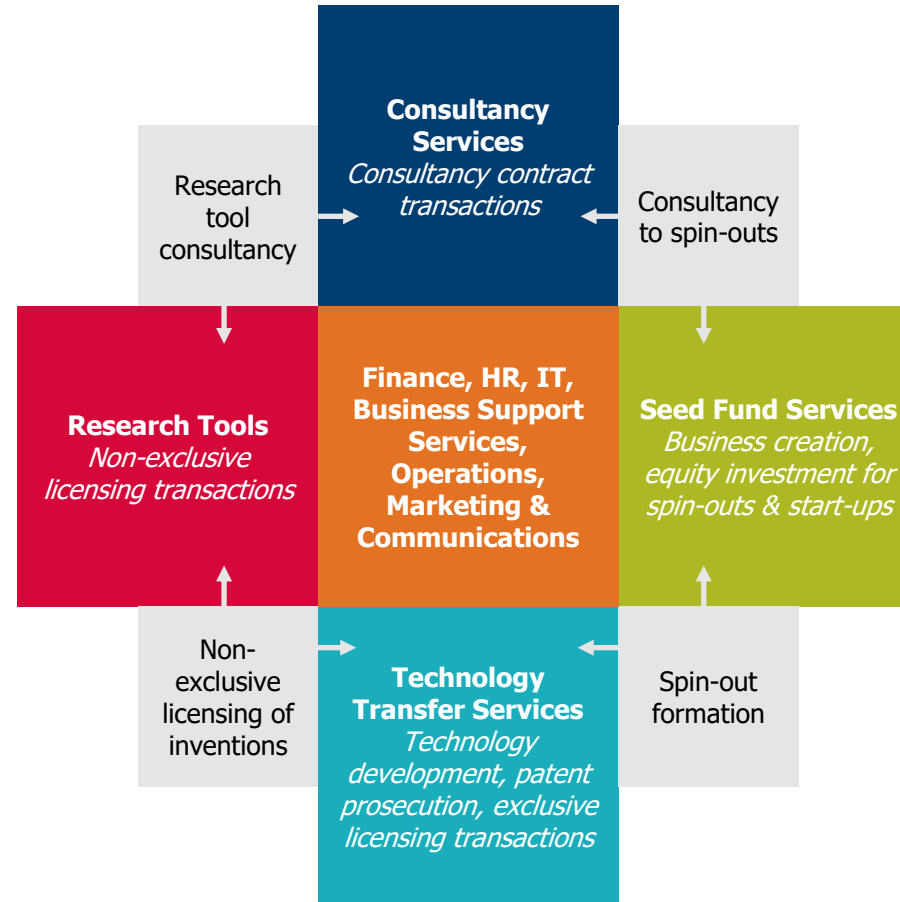 Consultancy
Services
Consultancy contract
transactions
Research
tool
consultancy
Consultancy
to spin-outs
Research Tools
Non-exclusive
licensing transactions
Finance, HR, IT,
Business Support
Services,
Operations,
Marketing &
Communications
Seed Fund Services
Business creation,
equity investment for
spin-outs & start-ups
Non-
exclusive
licensing of
inventions
Technology
Transfer Services
Technology
development, patent
prosecution, exclusive
licensing transactions
Spin-out
formation